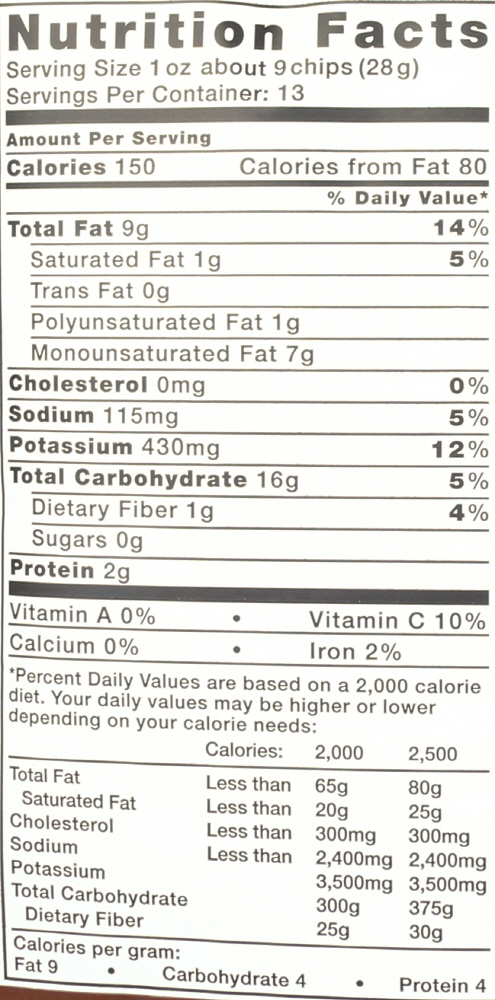 Nutrition Facts
Serving Size 1 oz about 9 chips (28g)
Servings Per Container: 13
Amount Per Serving
Calories 150 Calories from Fat 80
% Daily Value*
Total Fat 9g 14%
Saturated Fat 1g 5%
Trans Fat 0g
Polyunsaturated Fat 1g
Monounsaturated Fat 7g
Cholesterol 0mg 0%
Sodium 115mg 5%
Potassium 430mg 12%
Total Carbohydrate 16g 5%
Dietary Fiber 1g 4%
Sugars 0g
Protein 2g
Vitamin A 0% • Vitamin C 10%
Calcium 0% • Iron 2%
*Percent Daily Values are based on a 2,000 calorie
diet. Your daily values may be higher or lower
depending on your calorie needs:
Calories: 2,000 2,500
Total Fat Less than 65g 80g
Saturated Fat Less than 20g 25g
Cholesterol Less than 300mg 300mg
Sodium Less than 2,400mg 2,400mg
Potassium 3,500mg 3,500mg
Total Carbohydrate 300g 375g
Dietary Fiber 25g 30g
Calories per gram:
Fat 9 • Carbohydrate 4 • Protein 4